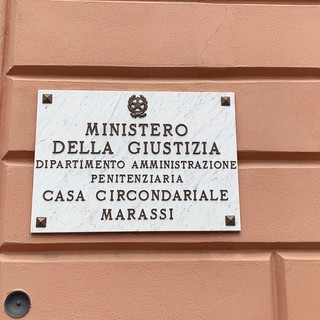 MINISTERO
DELLA GIUSTIZIA
DIPARTIMENTO AMMINISTRAZIONE
PENITENZIARIA
CASA CIRCONDARIALE
MARASSI